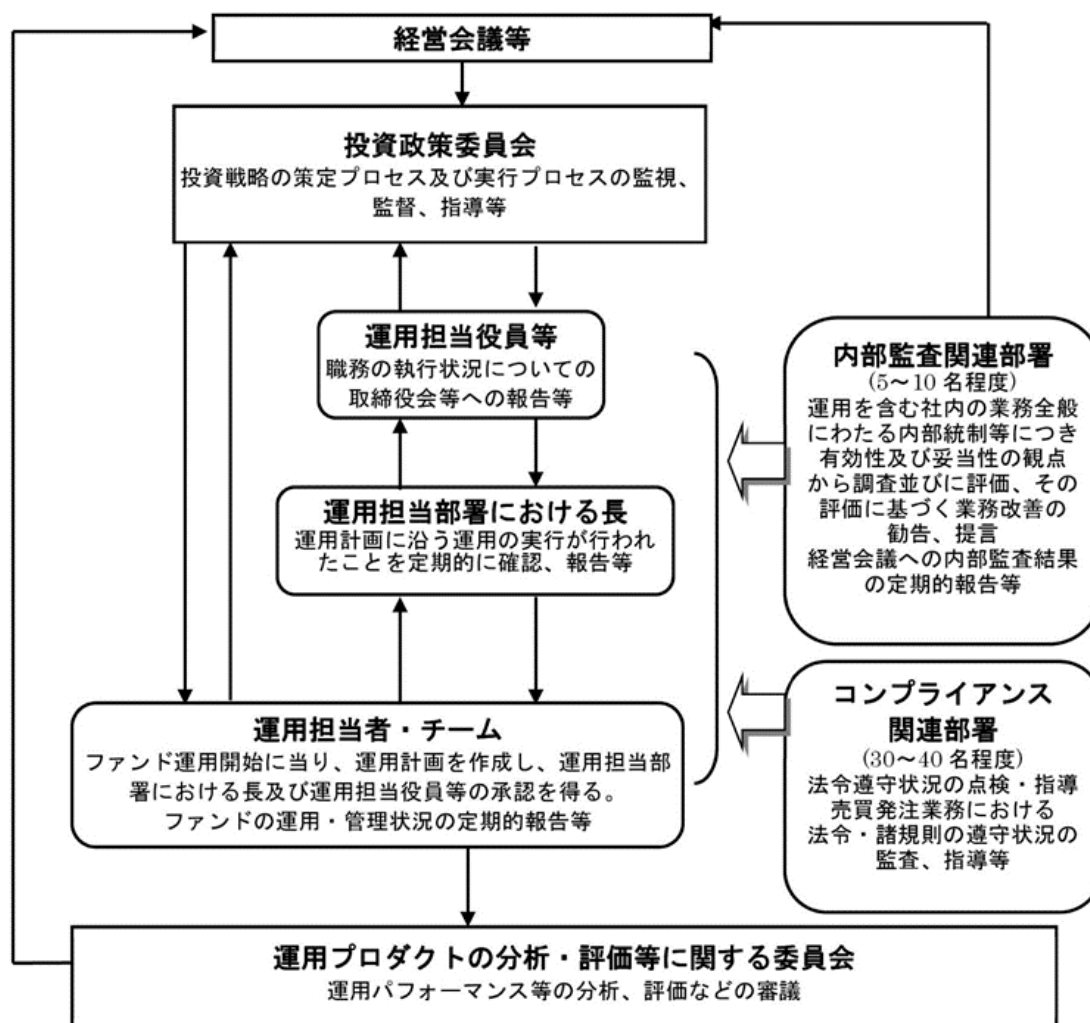 経営会議等
投資政策委員会
投資戦略の策定プロセス及び実行プロセスの監視、
監督、指導等
運用担当役員等
職務の執行状況についての
取締役会等への報告等
運用担当部署における長
運用計画に沿う運用の実行が行われ
たことを定期的に確認、報告等
運用担当者・チーム
ファンド運用開始に当り、運用計画を作成し、運用担当部
署における長及び運用担当役員等の承認を得る。
ファンドの運用・管理状況の定期的報告等
内部監査関連部署
(5～10 名程度)
運用を含む社内の業務全般
にわたる内部統制等につき
有効性及び妥当性の観点
から調査並びに評価、その
評価に基づく業務改善の
勧告、提言
経営会議への内部監査結果
の定期的報告等
コンプライアンス
関連部署
(30～40 名程度)
法令遵守状況の点検・指導
売買発注業務における
法令・諸規則の遵守状況の
監査、指導等
運用プロダクトの分析・評価等に関する委員会
運用パフォーマンス等の分析、評価などの審議